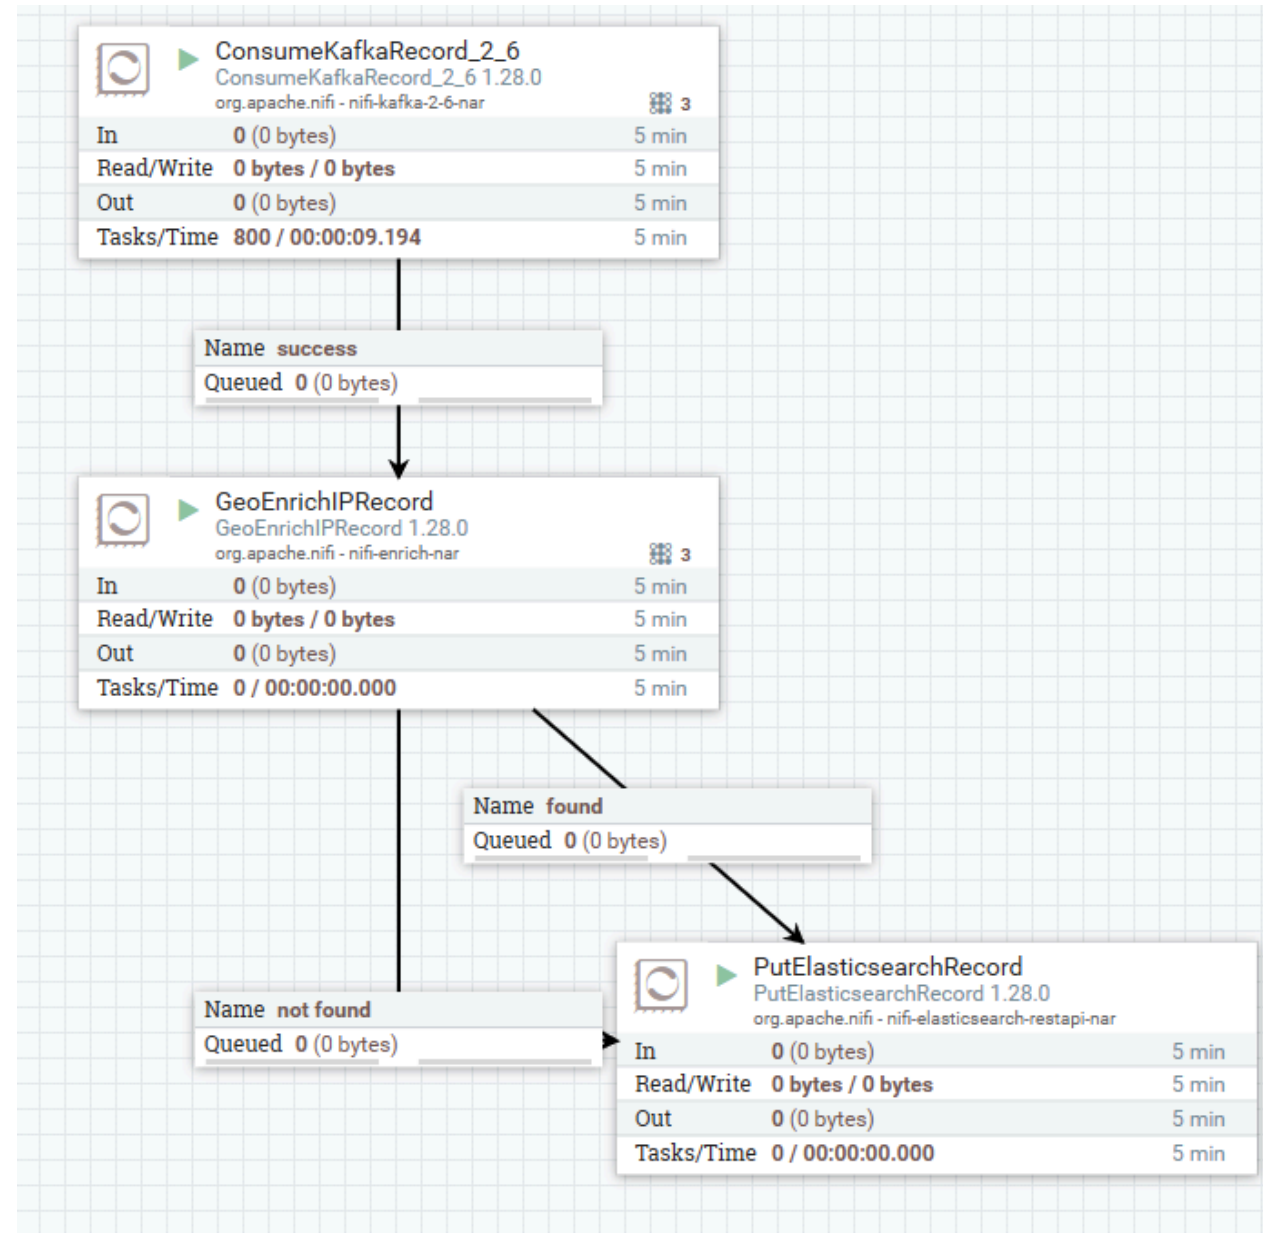 ConsumeKafkaRecord_2_6
ConsumeKafkaRecord_2_6 1.28.0
org.apache.nifi - nifi-kafka-2-6-nar
3
In 0 (0 bytes) 5 min
Read/Write 0 bytes / 0 bytes 5 min
Out 0 (0 bytes) 5 min
Tasks/Time 800 / 00:00:09.194 5 min
Name success
Queued 0 (0 bytes)
GeoEnrichIPRecord
GeoEnrichIPRecord 1.28.0
org.apache.nifi - nifi-enrich-nar
3
In 0 (0 bytes) 5 min
Read/Write 0 bytes / 0 bytes 5 min
Out 0 (0 bytes) 5 min
Tasks/Time 0 / 00:00:00.000 5 min
Name found
Queued 0 (0 bytes)
Name not found
Queued 0 (0 bytes)
PutElasticsearchRecord
PutElasticsearchRecord 1.28.0
org.apache.nifi - nifi-elasticsearch-restapi-nar
In 0 (0 bytes) 5 min
Read/Write 0 bytes / 0 bytes 5 min
Out 0 (0 bytes) 5 min
Tasks/Time 0 / 00:00:00.000 5 min